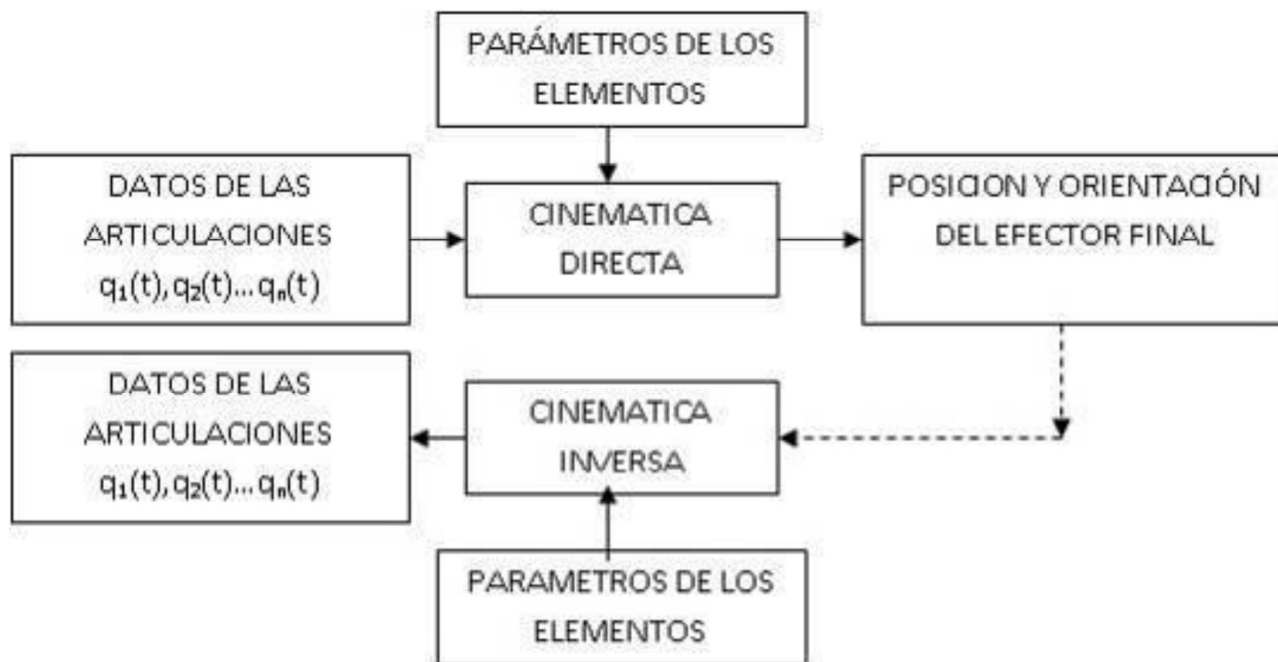 PARÁMETROS DE LOS
ELEMENTOS
DATOS DE LAS
ARTICULACIONES
q₁(t),q₂(t)...qₙ(t)
CINEMATICA
DIRECTA
POSICION Y ORIENTACIÓN
DEL EFECTOR FINAL
DATOS DE LAS
ARTICULACIONES
q₁(t),q₂(t)...qₙ(t)
CINEMATICA
INVERSA
PARAMETROS DE LOS
ELEMENTOS